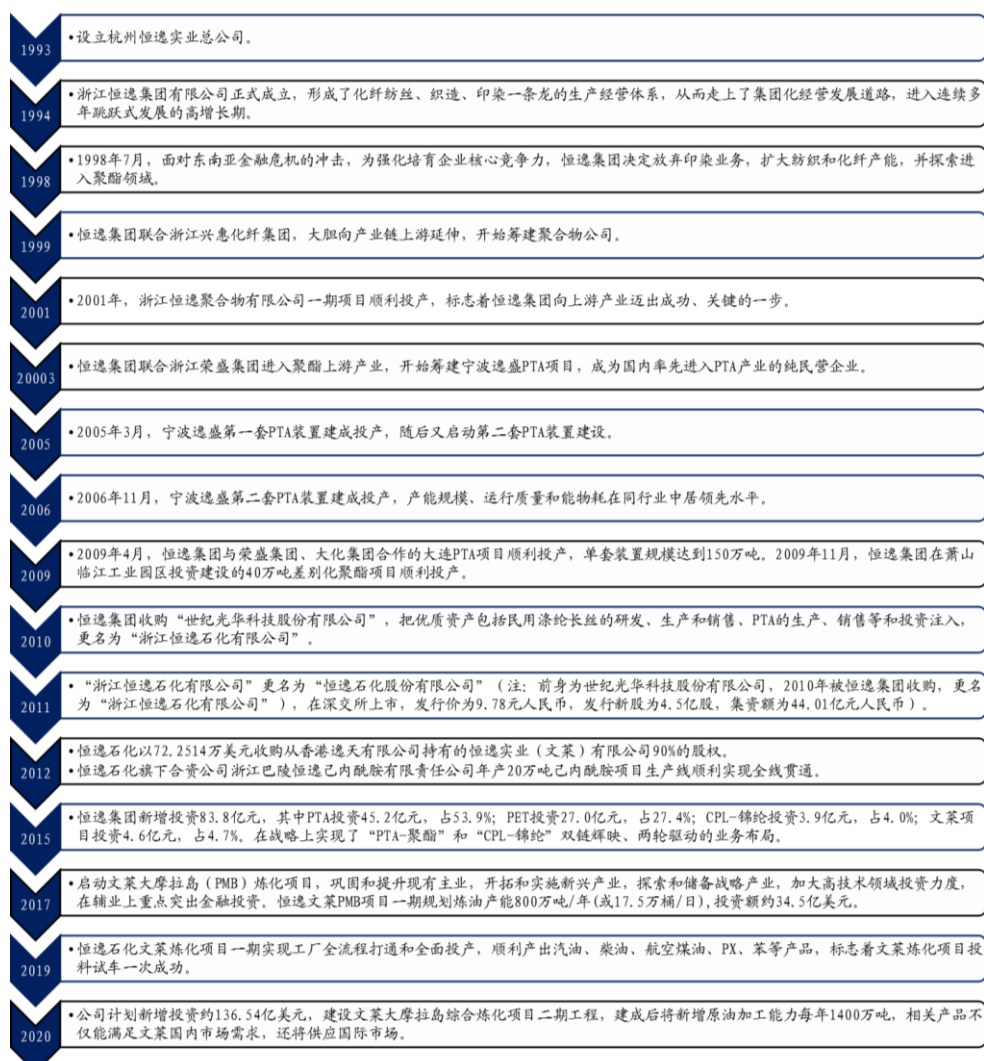 1993
•设立杭州恒逸实业总公司。
1994
•浙江恒逸集团有限公司正式成立，形成了化纤纺丝、织造、印染一条龙的生产经营体系，从而走上了集团化经营发展道路，进入连续多
年跳跃式发展的高增长期。
1998
•1998年7月，面对东南亚金融危机的冲击，为强化培育企业核心竞争力，恒逸集团决定放弃印染业务，扩大纺织和化纤产能，并探索进
入聚酯领域。
1999
•恒逸集团联合浙江兴惠化纤集团，大胆向产业链上游延伸，开始筹建聚合物公司。
2001
•2001年，浙江恒逸聚合物有限公司一期项目顺利投产，标志着恒逸集团向上游产业迈出成功、关键的一步。
20003
•恒逸集团联合浙江荣盛集团进入聚酯上游产业，开始筹建宁波逸盛PTA项目，成为国内率先进入PTA产业的纯民营企业。
2005
•2005年3月，宁波逸盛第一套PTA装置建成投产，随后又启动第二套PTA装置建设。
2006
•2006年11月，宁波逸盛第二套PTA装置建成投产，产能规模、运行质量和能物耗在同行业中居领先水平。
2009
•2009年4月，恒逸集团与荣盛集团、大化集团合作的大连PTA项目顺利投产，单套装置规模达到150万吨。2009年11月，恒逸集团在萧山
临江工业园区投资建设的40万吨差别化聚酯项目顺利投产。
2010
•恒逸集团收购“世纪光华科技股份有限公司”，把优质资产包括民用涤纶长丝的研发、生产和销售、PTA的生产、销售等和投资注入，
更名为“浙江恒逸石化有限公司”。
2011
•“浙江恒逸石化有限公司”更名为“恒逸石化股份有限公司”（注：前身为世纪光华科技股份有限公司，2010年被恒逸集团收购，更名
为“浙江恒逸石化有限公司”），在深交所上市，发行价为9.78元人民币，发行新股为4.5亿股，集资额为44.01亿元人民币）。
2012
•恒逸石化以72.2514万美元收购从香港逸天有限公司持有的恒逸实业（文莱）有限公司90%的股权。
•恒逸石化旗下合资公司浙江巴陵恒逸己内酰胺有限责任公司年产20万吨己内酰胺项目生产线顺利实现全线贯通。
2015
•恒逸集团新增投资83.8亿元，其中PTA投资45.2亿元，占53.9%；PET投资27.0亿元，占27.4%；CPL-锦纶投资3.9亿元，占4.0%；文莱项
目投资4.6亿元，占4.7%。在战略上实现了“PTA-聚酯”和“CPL-锦纶”双链辉映、两轮驱动的业务布局。
2017
•启动文莱大摩拉岛（PMB）炼化项目，巩固和提升现有主业，开拓和实施新兴产业，探索和储备战略产业，加大高技术领域投资力度，
在辅业上重点突出金融投资。恒逸文莱PMB项目一期规划炼油产能800万吨/年(或17.5万桶/日),投资额约34.5亿美元。
2019
•恒逸石化文莱炼化项目一期实现工厂全流程打通和全面投产，顺利产出汽油、柴油、航空煤油、PX、苯等产品，标志着文莱炼化项目投
料试车一次成功。
2020
•公司计划新增投资约136.54亿美元，建设文莱大摩拉岛综合炼化项目二期工程，建成后将新增原油加工能力每年1400万吨，相关产品不
仅能满足文莱国内市场需求，还将供应国际市场。